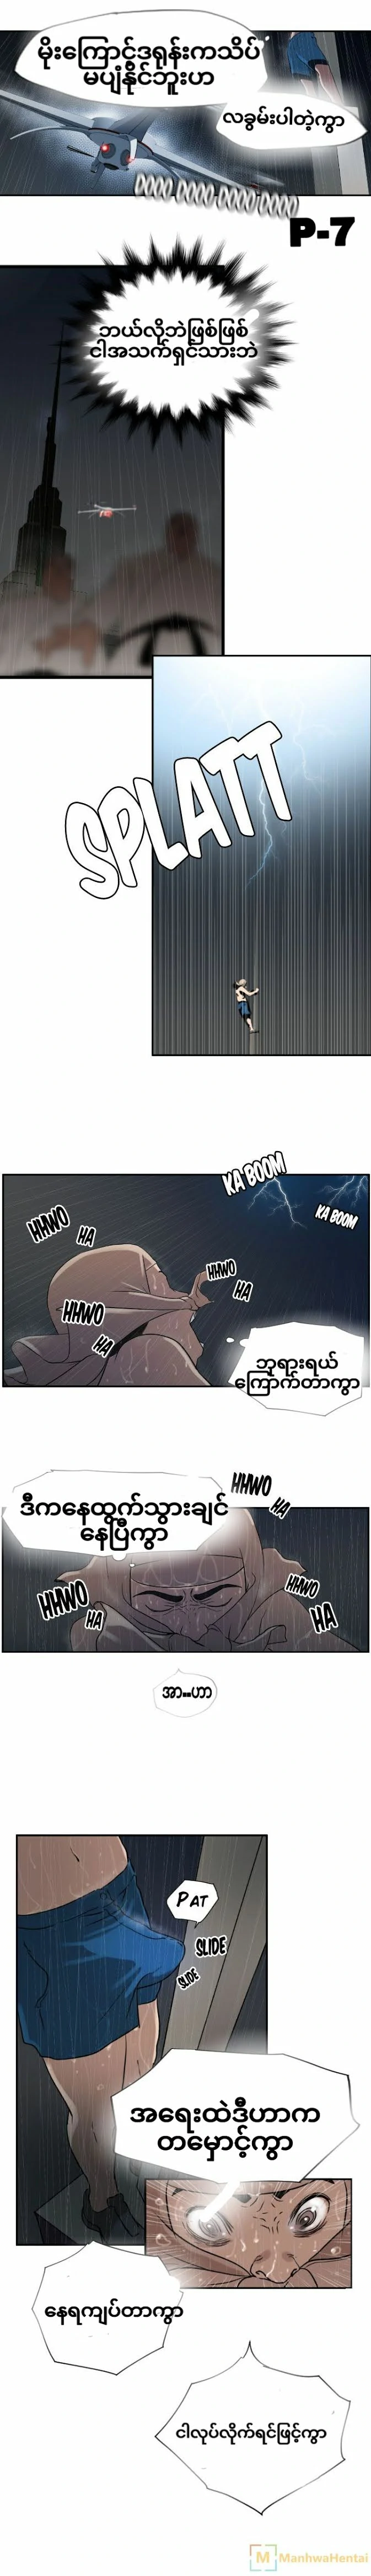 မိုးကြောင့်ဒရုန်းကသိပ်
မပျံနိုင်ဘူးဟ
လခွမ်းပါတဲ့ကွာ
P-7
ဘယ်လိုဘဲဖြစ်ဖြစ်
ငါအသက်ရှင်သားဘဲ
SPLATT
KA BOOM
KA BOOM
HHWO
HA
HHWO
HA
HHWO
HA
ဘုရားရယ်
ကြောက်တာကွာ
ဒီကနေထွက်သွားချင်
နေပြီကွာ
HHWO
HA
HHWO
HA
HHWO
HA
အာ--ဟာ
PAT
SLIDE
SLIDE
အရေးထဲဒီဟာက
တမှောင့်ကွာ
နေရကျပ်တာကွာ
ငါလုပ်လိုက်ရင်ဖြင့်ကွာ
M ManhwaHentai